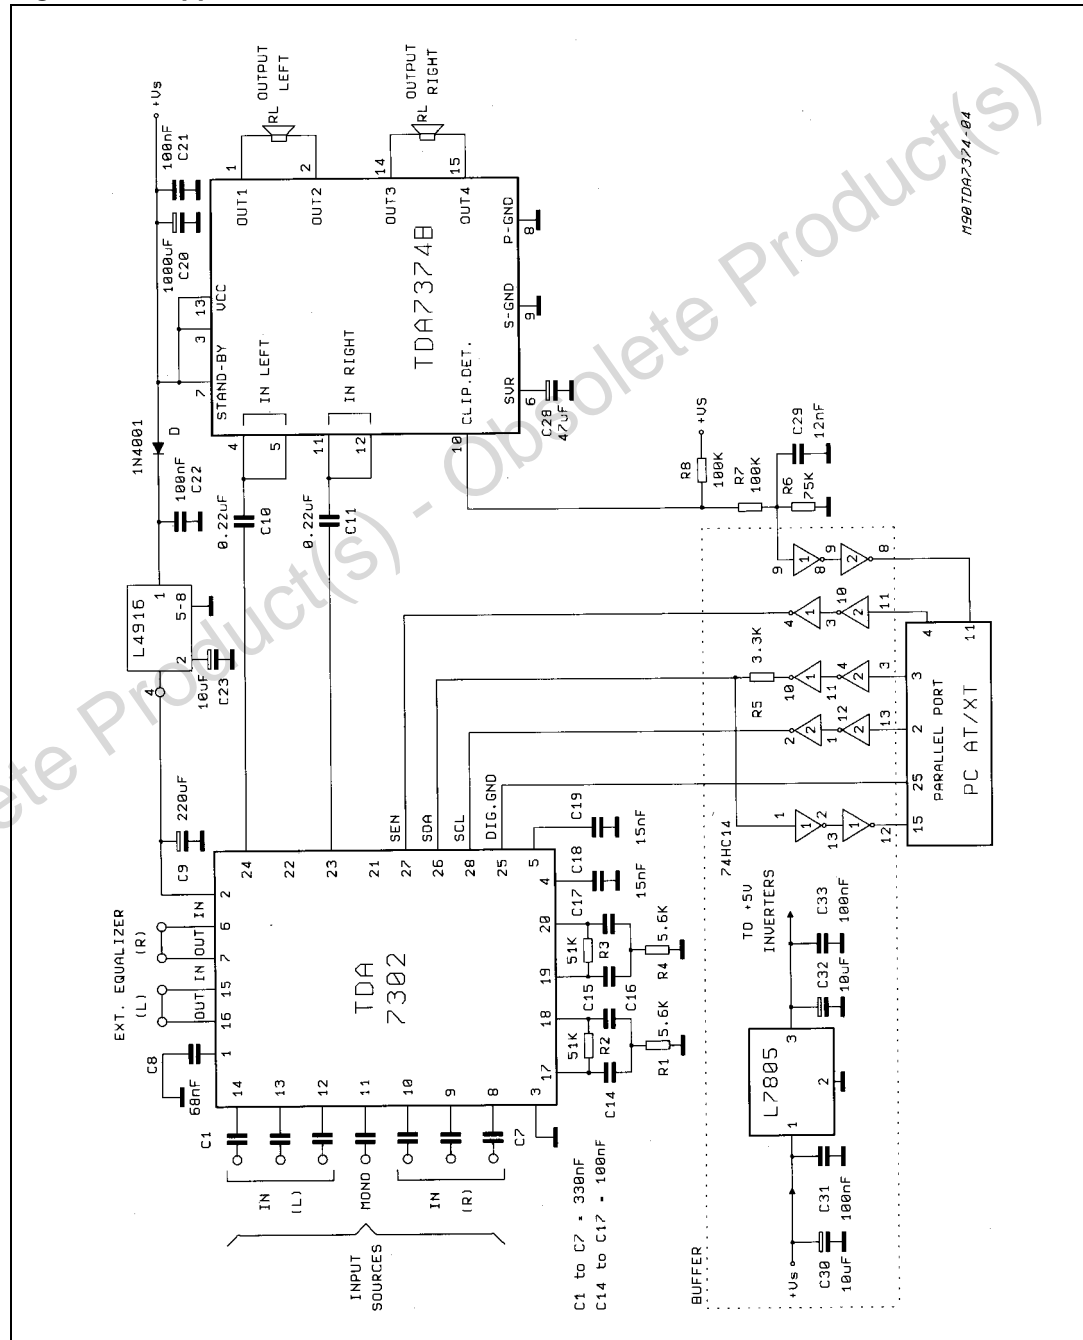 +Vs
100nF
C21
1000uF
C20
1N4001
D
100nF
C22
L4916
1
5-8
2
4
10uF
C23
220uF
C9
OUTPUT
LEFT
RL
OUTPUT
RIGHT
RL
1
2
14
15
OUT1
OUT2
OUT3
OUT4
13
VCC
3
7
STAND-BY
IN LEFT
IN RIGHT
TDA7374B
CLIP.DET.
SVR
S-GND
P-GND
4
5
11
12
10
6
9
8
C28
47uF
0.22uF
C10
0.22uF
C11
M90TDA7374-04
EXT. EQUALIZER
(R)
(L)
OUT IN
OUT IN
2
6
7
15
16
1
C8
68nF
24
22
23
21
27
26
28
25
5
4
20
19
18
17
3
SEN
SDA
SCL
DIG.GND
TDA
7302
14
13
12
11
10
9
8
C1
C7
IN
(L)
MONO
IN
(R)
INPUT
SOURCES
C19
15nF
C18
15nF
C17
51K
R3
C16
5.6K
R4
C15
51K
R2
C14
5.6K
R1
C1 to C7 = 330nF
C14 to C17 = 100nF
+VS
R8
100K
R7
100K
R6
75K
C29
12nF
9
1
8
9
2
8
4
1
3
10
2
11
R5
3.3K
10
1
11
4
2
3
2
2
1
12
2
13
1
1
2
13
1
12
74HC14
4
11
3
2
25
15
PARALLEL PORT
PC AT/XT
BUFFER
TO +5V
INVERTERS
C33
100nF
C32
10uF
L7805
3
2
1
C31
100nF
C30
10uF
+Vs
Obsolete Product(s) - Obsolete Product(s)